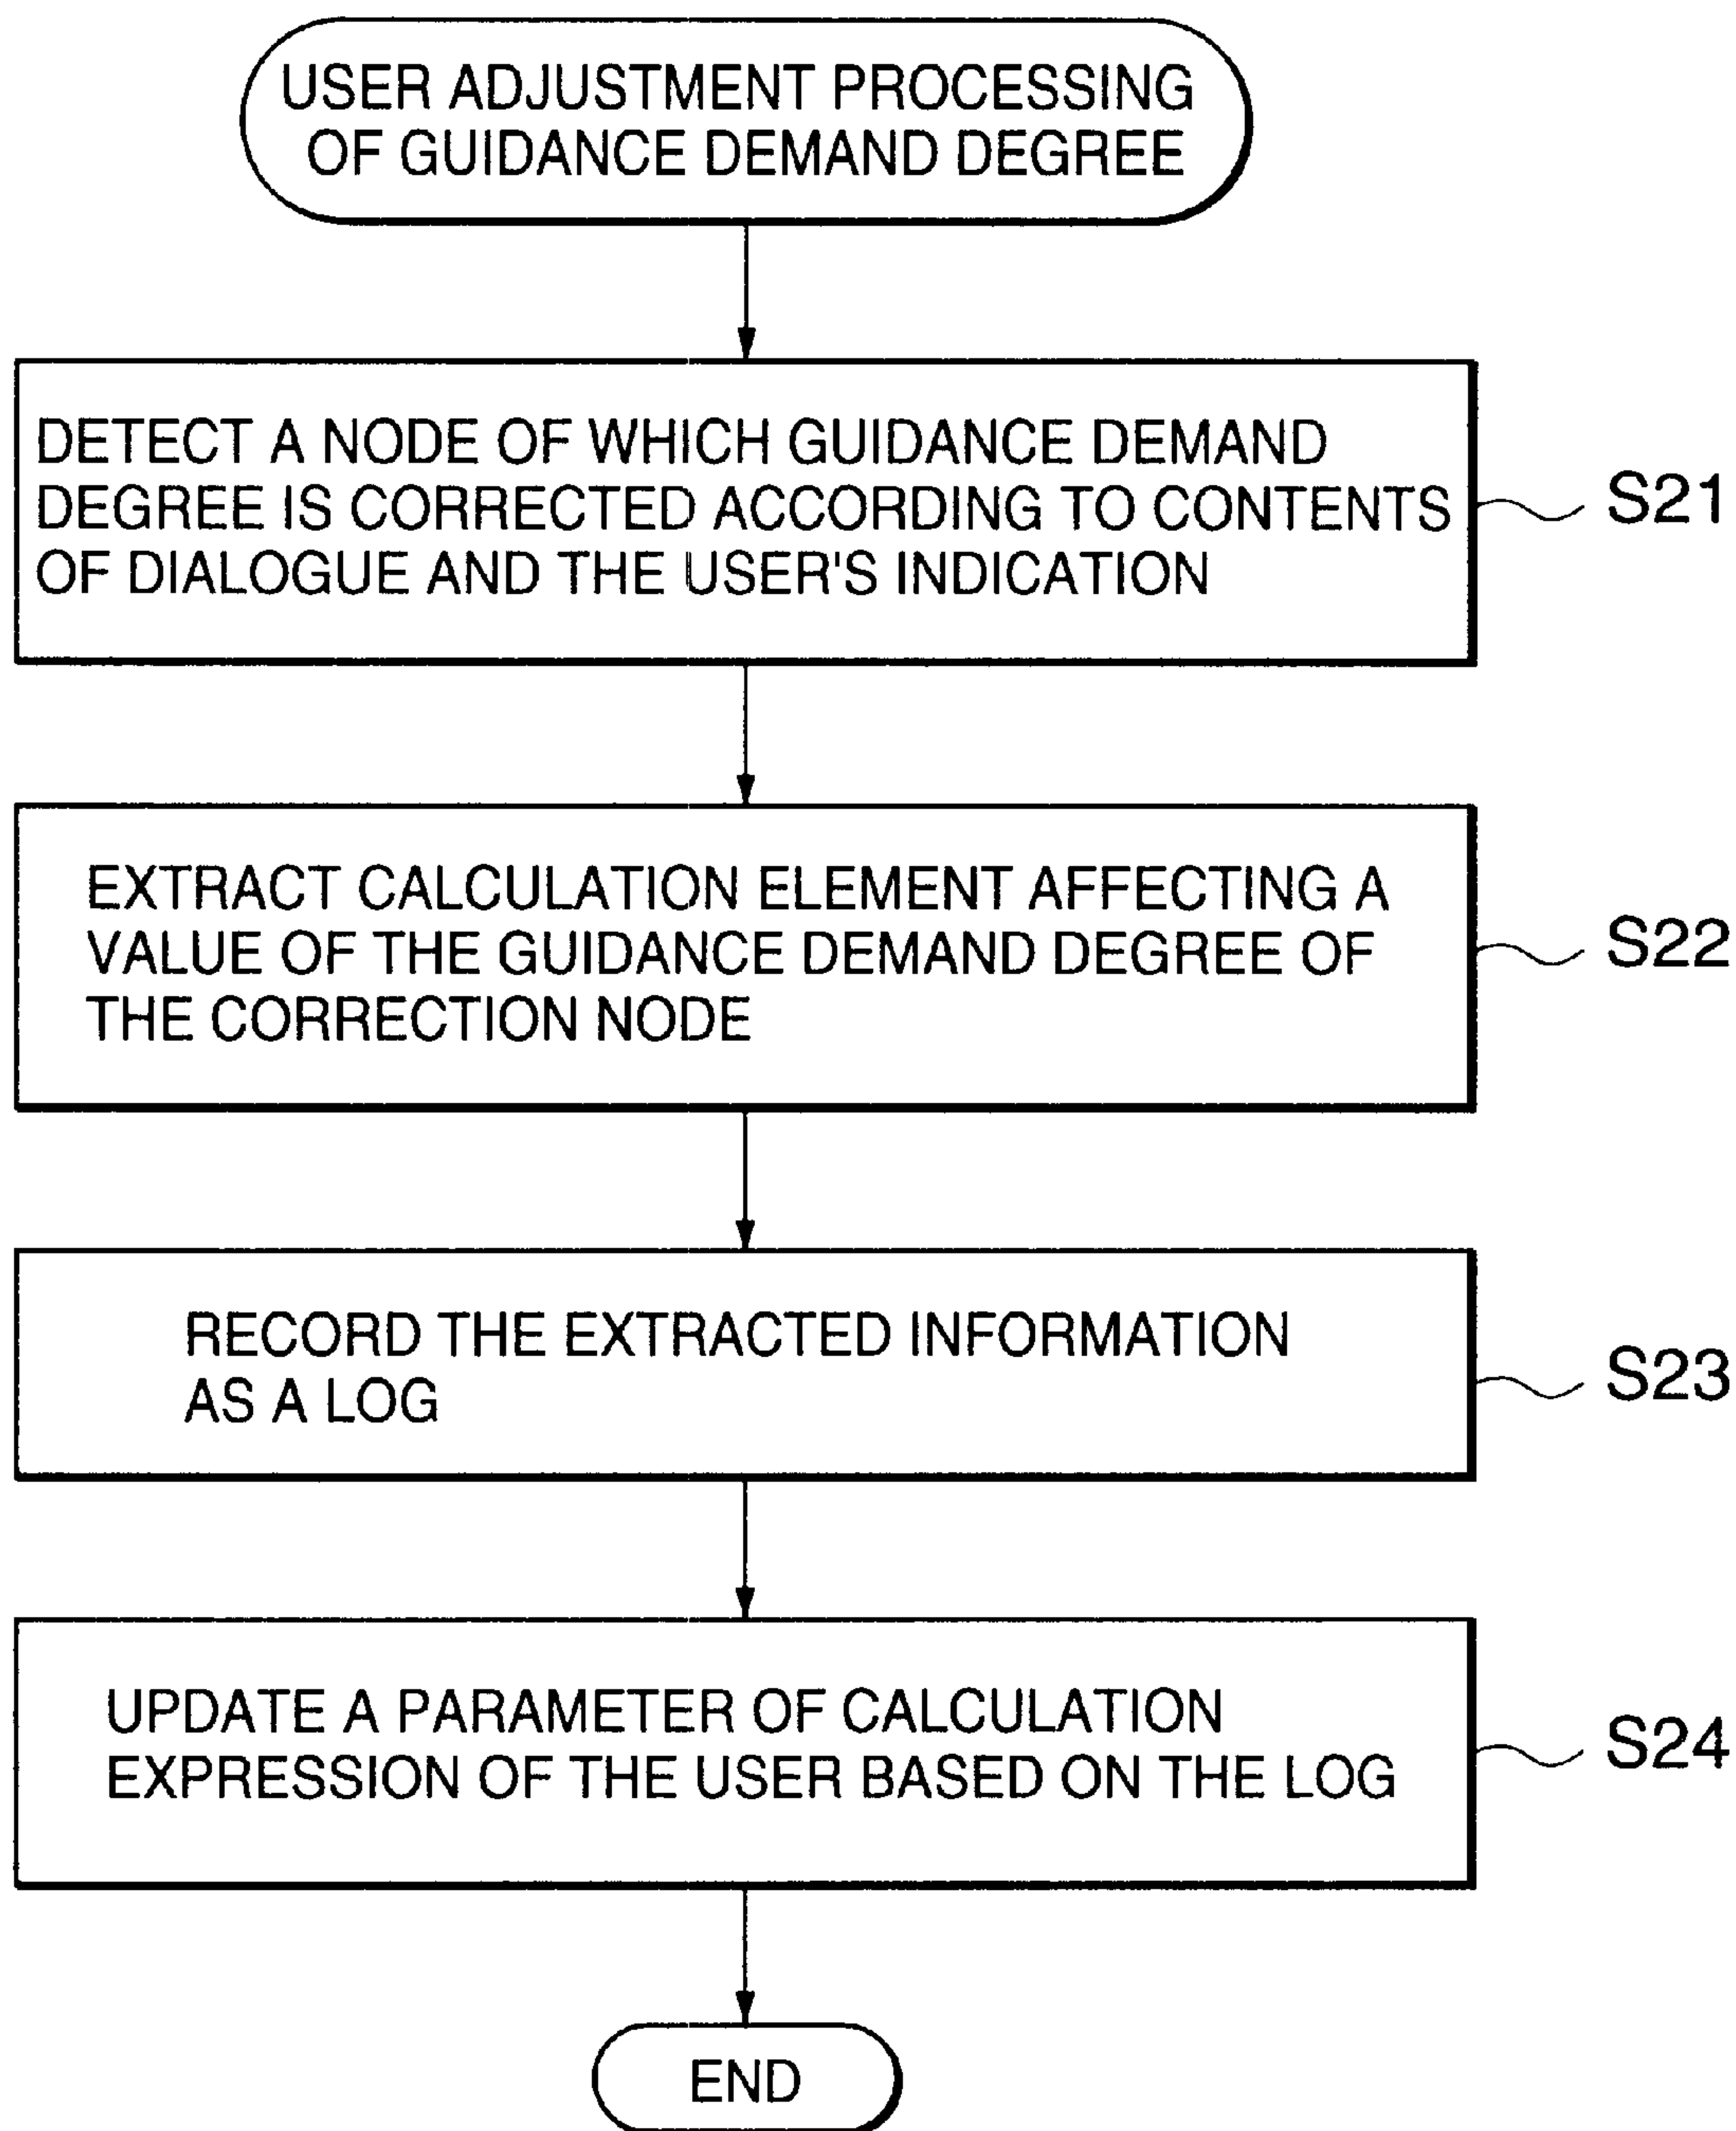 USER ADJUSTMENT PROCESSING
OF GUIDANCE DEMAND DEGREE
DETECT A NODE OF WHICH GUIDANCE DEMAND
DEGREE IS CORRECTED ACCORDING TO CONTENTS
OF DIALOGUE AND THE USER'S INDICATION
S21
EXTRACT CALCULATION ELEMENT AFFECTING A
VALUE OF THE GUIDANCE DEMAND DEGREE OF
THE CORRECTION NODE
S22
RECORD THE EXTRACTED INFORMATION
AS A LOG
S23
UPDATE A PARAMETER OF CALCULATION
EXPRESSION OF THE USER BASED ON THE LOG
S24
END